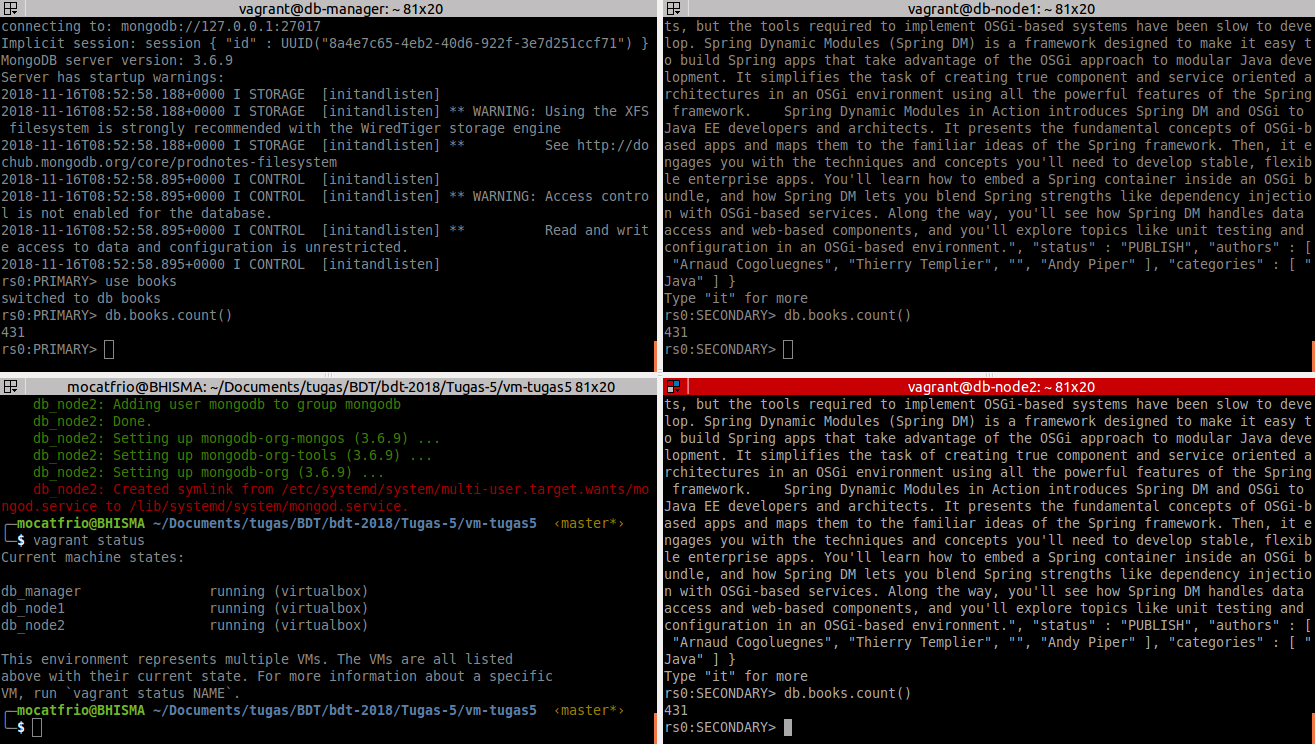 vagrant@db-manager: ~ 81x20
connecting to: mongodb://127.0.0.1:27017
Implicit session: session { "id" : UUID("8a4e7c65-4eb2-40d6-922f-3e7d251ccf71") }
MongoDB server version: 3.6.9
Server has startup warnings:
2018-11-16T08:52:58.188+0000 I STORAGE  [initandlisten]
2018-11-16T08:52:58.188+0000 I STORAGE  [initandlisten] ** WARNING: Using the XFS
 filesystem is strongly recommended with the WiredTiger storage engine
2018-11-16T08:52:58.188+0000 I STORAGE  [initandlisten] **          See http://do
chub.mongodb.org/core/prodnotes-filesystem
2018-11-16T08:52:58.895+0000 I CONTROL  [initandlisten]
2018-11-16T08:52:58.895+0000 I CONTROL  [initandlisten] ** WARNING: Access contro
l is not enabled for the database.
2018-11-16T08:52:58.895+0000 I CONTROL  [initandlisten] **          Read and writ
e access to data and configuration is unrestricted.
2018-11-16T08:52:58.895+0000 I CONTROL  [initandlisten]
rs0:PRIMARY> use books
switched to db books
rs0:PRIMARY> db.books.count()
431
rs0:PRIMARY>
vagrant@db-node1: ~ 81x20
ts, but the tools required to implement OSGi-based systems have been slow to deve
lop. Spring Dynamic Modules (Spring DM) is a framework designed to make it easy t
o build Spring apps that take advantage of the OSGi approach to modular Java deve
lopment. It simplifies the task of creating true component and service oriented a
rchitectures in an OSGi environment using all the powerful features of the Spring
 framework.    Spring Dynamic Modules in Action introduces Spring DM and OSGi to
Java EE developers and architects. It presents the fundamental concepts of OSGi-b
ased apps and maps them to the familiar ideas of the Spring framework. Then, it e
ngages you with the techniques and concepts you'll need to develop stable, flexib
le enterprise apps. You'll learn how to embed a Spring container inside an OSGi b
undle, and how Spring DM lets you blend Spring strengths like dependency injectio
n with OSGi-based services. Along the way, you'll see how Spring DM handles data
access and web-based components, and you'll explore topics like unit testing and
configuration in an OSGi-based environment.", "status" : "PUBLISH", "authors" : [
 "Arnaud Cogoluegnes", "Thierry Templier", "", "Andy Piper" ], "categories" : [ "
Java" ] }
Type "it" for more
rs0:SECONDARY> db.books.count()
431
rs0:SECONDARY>
mocatfrio@BHISMA: ~/Documents/tugas/BDT/bdt-2018/Tugas-5/vm-tugas5 81x20
    db_node2: Adding user mongodb to group mongodb
    db_node2: Done.
    db_node2: Setting up mongodb-org-mongos (3.6.9) ...
    db_node2: Setting up mongodb-org-tools (3.6.9) ...
    db_node2: Setting up mongodb-org (3.6.9) ...
    db_node2: Created symlink from /etc/systemd/system/multi-user.target.wants/mo
ngod.service to /lib/systemd/system/mongod.service.
╭─mocatfrio@BHISMA ~/Documents/tugas/BDT/bdt-2018/Tugas-5/vm-tugas5  ‹master*›
╰─$ vagrant status
Current machine states:
db_manager                running (virtualbox)
db_node1                  running (virtualbox)
db_node2                  running (virtualbox)
This environment represents multiple VMs. The VMs are all listed
above with their current state. For more information about a specific
VM, run `vagrant status NAME`.
╭─mocatfrio@BHISMA ~/Documents/tugas/BDT/bdt-2018/Tugas-5/vm-tugas5  ‹master*›
╰─$
vagrant@db-node2: ~ 81x20
ts, but the tools required to implement OSGi-based systems have been slow to deve
lop. Spring Dynamic Modules (Spring DM) is a framework designed to make it easy t
o build Spring apps that take advantage of the OSGi approach to modular Java deve
lopment. It simplifies the task of creating true component and service oriented a
rchitectures in an OSGi environment using all the powerful features of the Spring
 framework.    Spring Dynamic Modules in Action introduces Spring DM and OSGi to
Java EE developers and architects. It presents the fundamental concepts of OSGi-b
ased apps and maps them to the familiar ideas of the Spring framework. Then, it e
ngages you with the techniques and concepts you'll need to develop stable, flexib
le enterprise apps. You'll learn how to embed a Spring container inside an OSGi b
undle, and how Spring DM lets you blend Spring strengths like dependency injectio
n with OSGi-based services. Along the way, you'll see how Spring DM handles data
access and web-based components, and you'll explore topics like unit testing and
configuration in an OSGi-based environment.", "status" : "PUBLISH", "authors" : [
 "Arnaud Cogoluegnes", "Thierry Templier", "", "Andy Piper" ], "categories" : [ "
Java" ] }
Type "it" for more
rs0:SECONDARY> db.books.count()
431
rs0:SECONDARY>